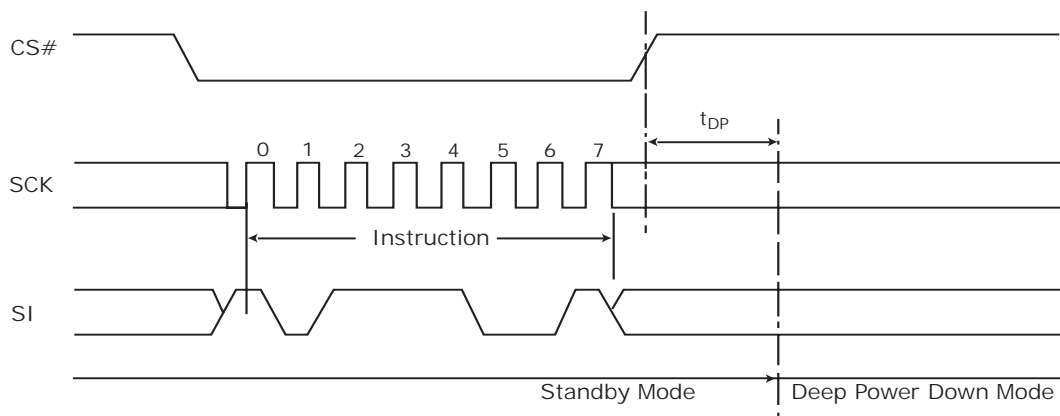 CS#
tDP
0 1 2 3 4 5 6 7
SCK
Instruction
SI
Standby Mode Deep Power Down Mode